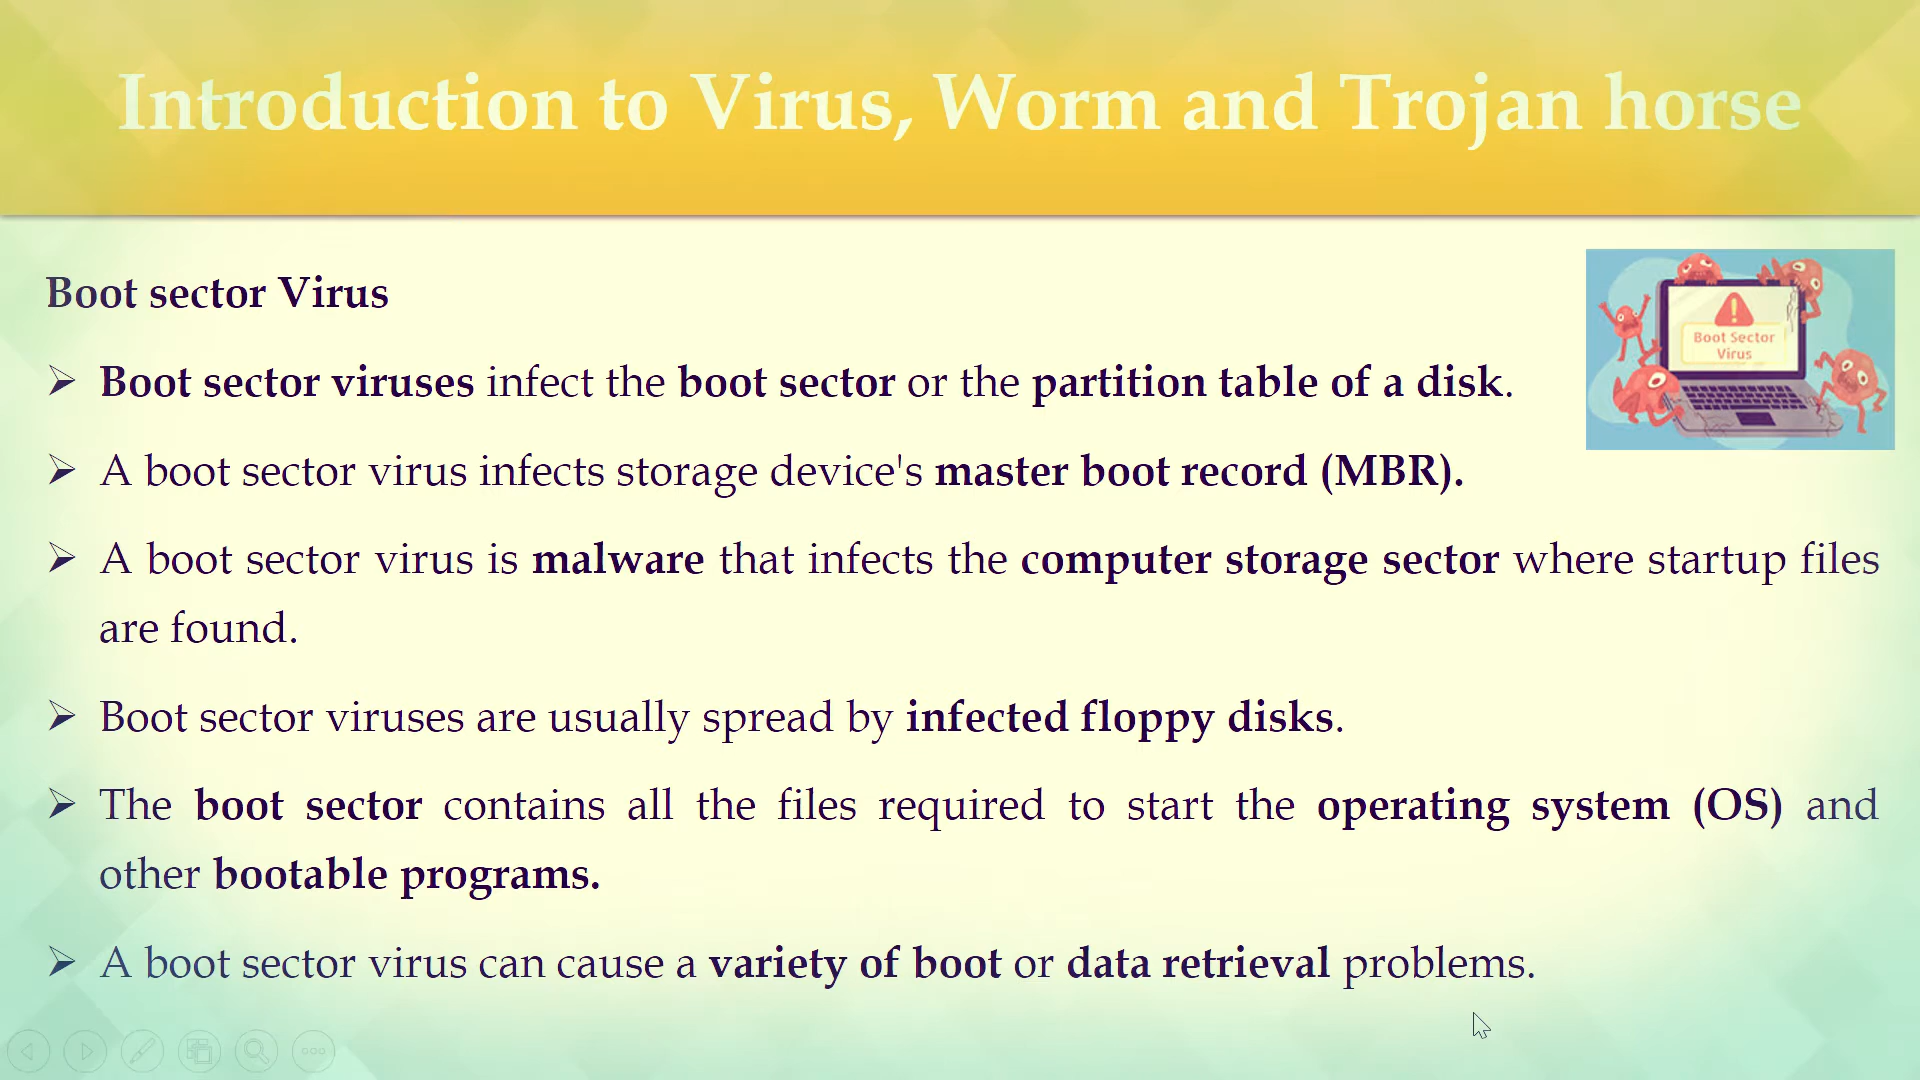 Introduction to Virus, Worm and Trojan horse
Boot sector Virus
Boot Sector
Virus
➢ Boot sector viruses infect the boot sector or the partition table of a disk.
➢ A boot sector virus infects storage device's master boot record (MBR).
➢ A boot sector virus is malware that infects the computer storage sector where startup files
are found.
➢ Boot sector viruses are usually spread by infected floppy disks.
➢ The boot sector contains all the files required to start the operating system (OS) and
other bootable programs.
➢ A boot sector virus can cause a variety of boot or data retrieval problems.